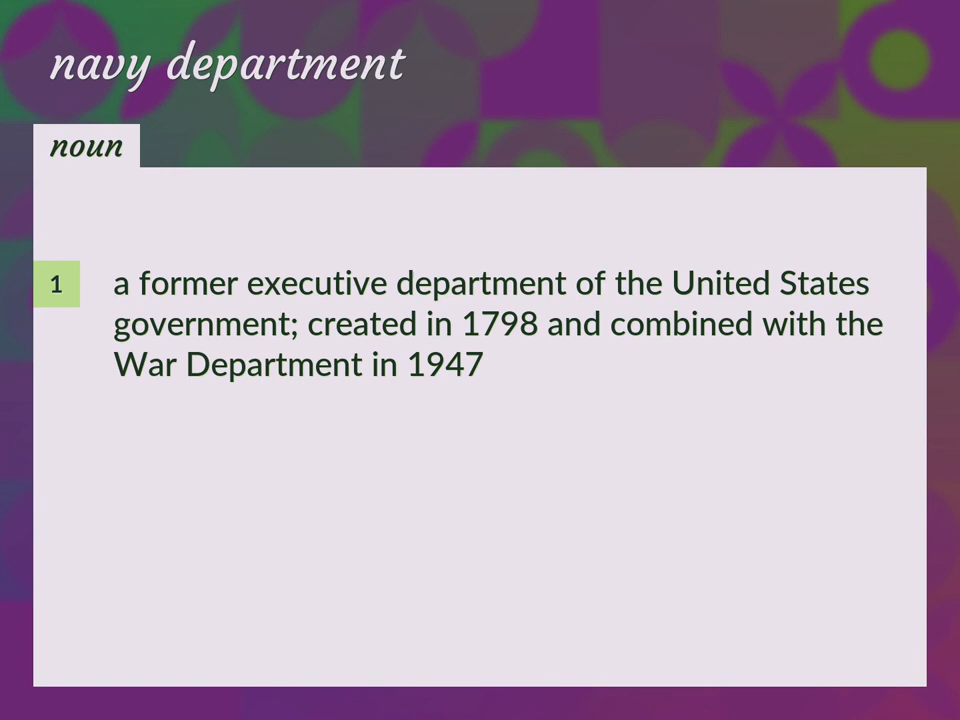 navy department
noun
1
a former executive department of the United States
government; created in 1798 and combined with the
War Department in 1947